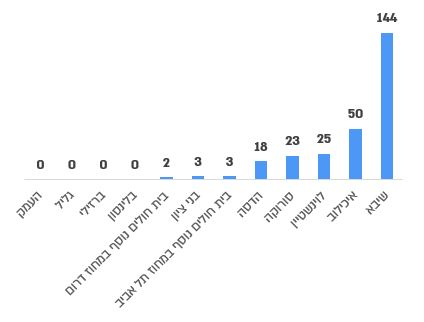 144
50
25
23
18
3
3
2
0
0
0
0
שיבא
איכילוב
לוינשטיין
סורוקה
הדסה
בית חולים נוסף במחוז תל אביב
בני ציון
בית חולים נוסף במחוז דרום
בלינסון
ברזילי
גליל
העמק